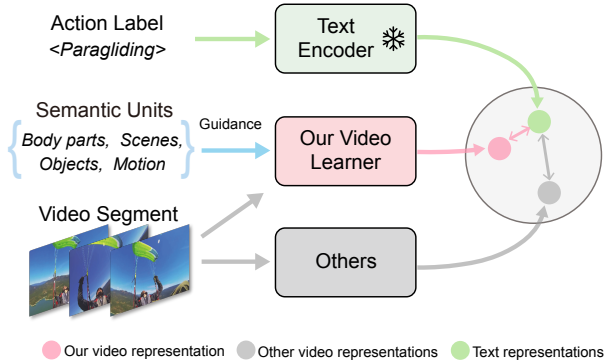 Action Label
<Paragliding>
Text
Encoder
Semantic Units
Body parts, Scenes,
Objects, Motion
Guidance
Our Video
Learner
Video Segment
Others
Our video representation
Other video representations
Text representations